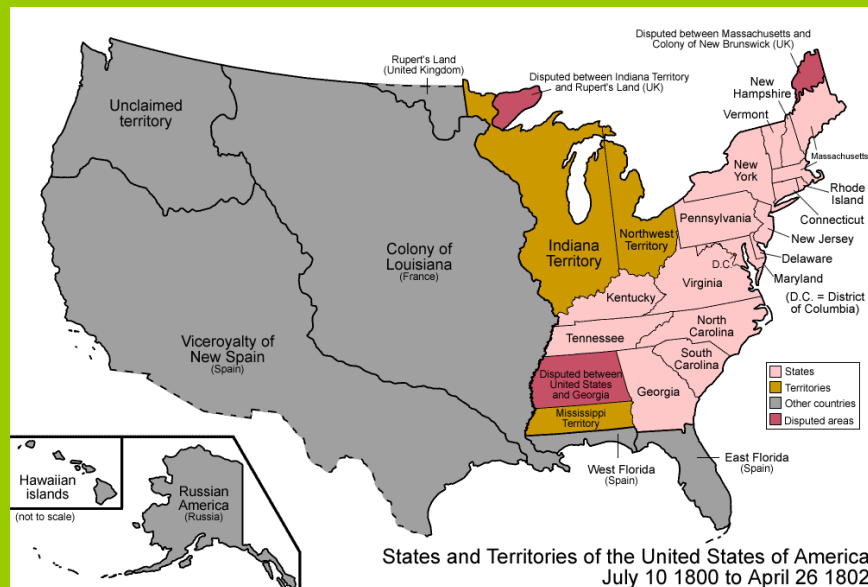 Disputed between Massachusetts and
Colony of New Brunswick (UK)
Rupert's Land
(United Kingdom)
Disputed between Indiana Territory
and Rupert's Land (UK)
New
Hampshire
Vermont
Unclaimed
territory
Massachusetts
New
York
Rhode
Island
Connecticut
Pennsylvania
New Jersey
Northwest
Territory
Indiana
Territory
Colony of
Louisiana
(France)
D.C.
Delaware
Maryland
Virginia
(D.C. = District
of Columbia)
Kentucky
North
Carolina
Tennessee
Viceroyalty of
New Spain
(Spain)
South
Carolina
Disputed between
United States
and Georgia
Georgia
States
Territories
Other countries
Disputed areas
Mississippi
Territory
West Florida
(Spain)
East Florida
(Spain)
Hawaiian
islands
(not to scale)
Russian
America
(Russia)
States and Territories of the United States of America
July 10 1800 to April 26 1802